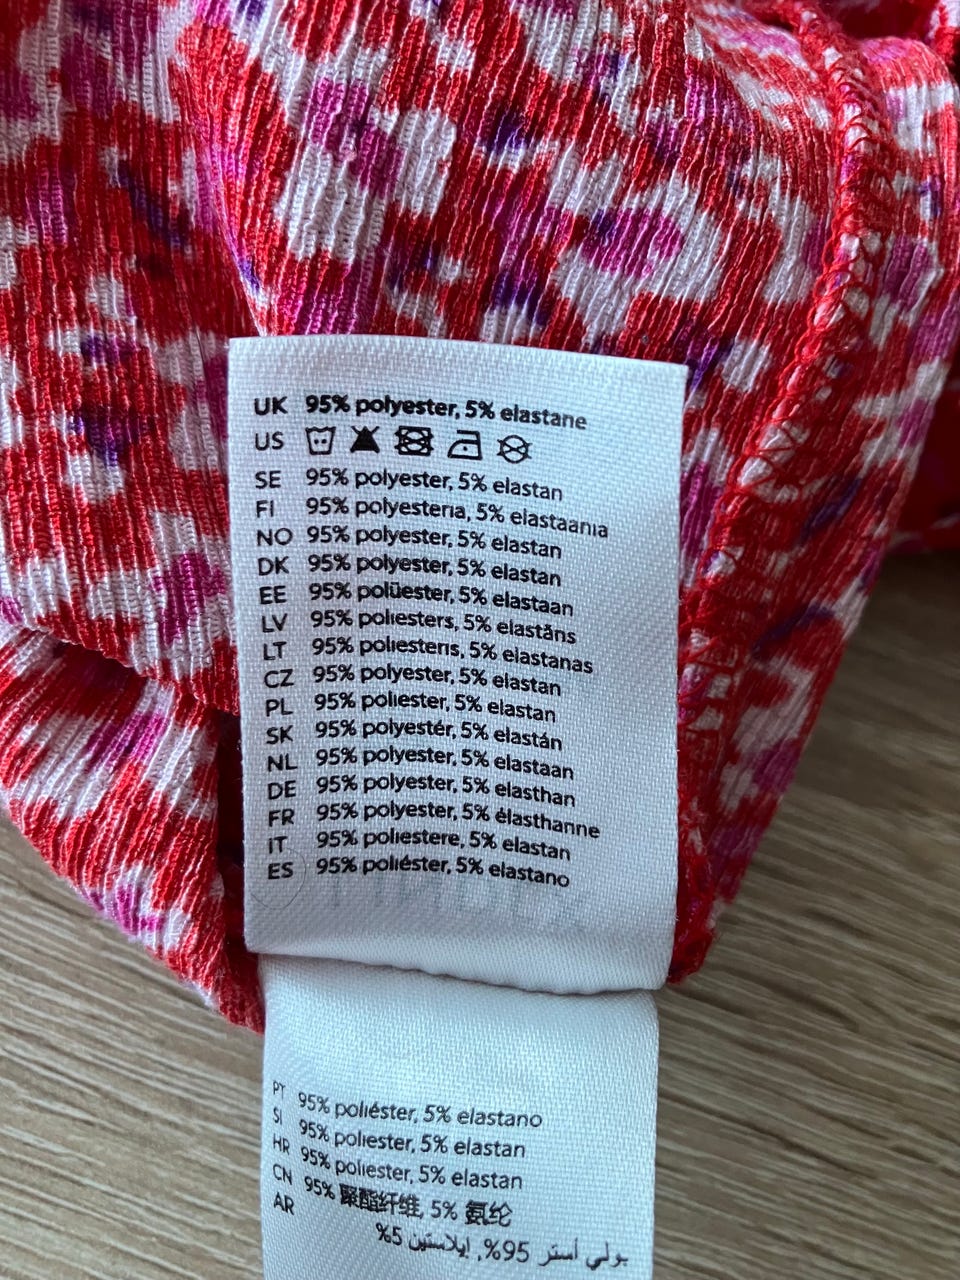 UK 95% polyester, 5% elastane
US
SE 95% polyester, 5% elastan
FI 95% polyesteria, 5% elastaania
NO 95% polyester, 5% elastan
DK 95% polyester, 5% elastan
EE 95% polüester, 5% elastaan
LV 95% poliesters, 5% elastāns
LT 95% poliesteris, 5% elastanas
CZ 95% polyester, 5% elastan
PL 95% poliester, 5% elastan
SK 95% polyestér, 5% elastán
NL 95% polyester, 5% elastaan
DE 95% polyester, 5% elasthan
FR 95% polyester, 5% élasthanne
IT 95% poliestere, 5% elastan
ES 95% poliéster, 5% elastano
PT 95% poliéster, 5% elastano
SI 95% poliester, 5% elastan
HR 95% poliester, 5% elastan
CN 95% 聚酯纤维, 5% 氨纶
AR بولي أستر 95%, إيلاستين 5%